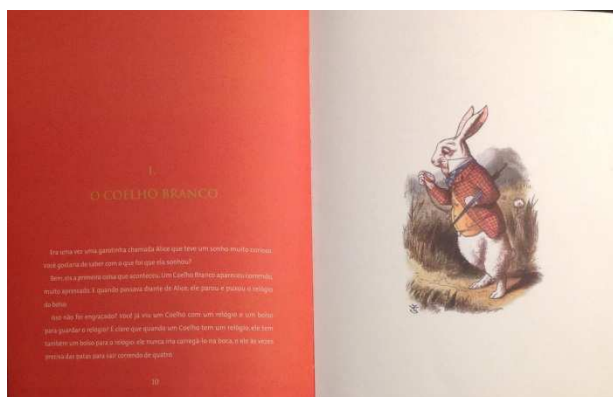 I.
O COELHO BRANCO
Era uma vez uma garotinha chamada Alice que teve um sonho muito curioso.
Você gostaria de saber com o que foi que ela sonhou?
Bem, eis a primeira coisa que aconteceu. Um Coelho Branco apareceu correndo,
muito apressado. E quando passava diante de Alice, ele parou e puxou o relógio
do bolso.
Isso não foi engraçado? Você já viu um Coelho com um relógio e um bolso
para guardar o relógio? É claro que quando um Coelho tem um relógio, ele tem
também um bolso para o relógio: ele nunca iria carregá-lo na boca, e ele às vezes
precisa das patas para sair correndo de quatro.
10